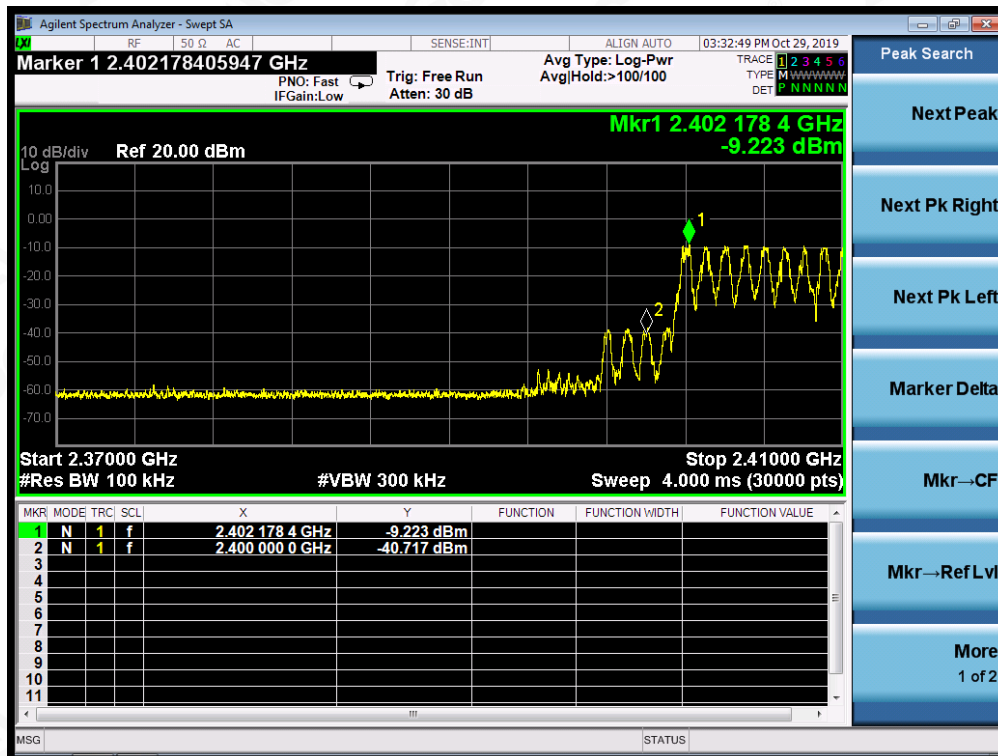 Agilent Spectrum Analyzer - Swept SA
LXI RF 50 Ω AC SENSE:INT ALIGN AUTO 03:32:49 PM Oct 29, 2019
Marker 1 2.402178405947 GHz
PNO: Fast
IFGain:Low
Trig: Free Run
Atten: 30 dB
Avg Type: Log-Pwr
Avg|Hold:>100/100
TRACE 1 2 3 4 5 6
TYPE M WWWWW
DET P N N N N N
Peak Search
Mkr1 2.402 178 4 GHz
-9.223 dBm
10 dB/div Ref 20.00 dBm
Log
10.0
0.00
-10.0
-20.0
-30.0
-40.0
-50.0
-60.0
-70.0
1
2
Start 2.37000 GHz Stop 2.41000 GHz
#Res BW 100 kHz #VBW 300 kHz Sweep 4.000 ms (30000 pts)
MKR MODE TRC SCL X Y FUNCTION FUNCTION WIDTH FUNCTION VALUE
1 N 1 f 2.402 178 4 GHz -9.223 dBm
2 N 1 f 2.400 000 0 GHz -40.717 dBm
3
4
5
6
7
8
9
10
11
MSG STATUS
Next Peak
Next Pk Right
Next Pk Left
Marker Delta
Mkr→CF
Mkr→Ref Lvl
More
1 of 2